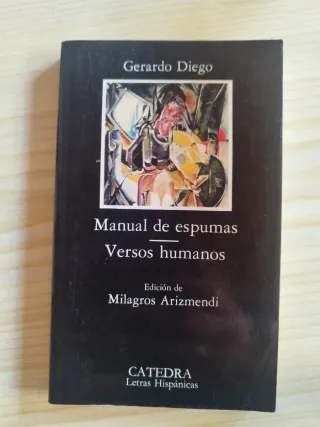 Gerardo Diego
Manual de espumas
Versos humanos
Edición de
Milagros Arizmendi
CATEDRA
Letras Hispánicas